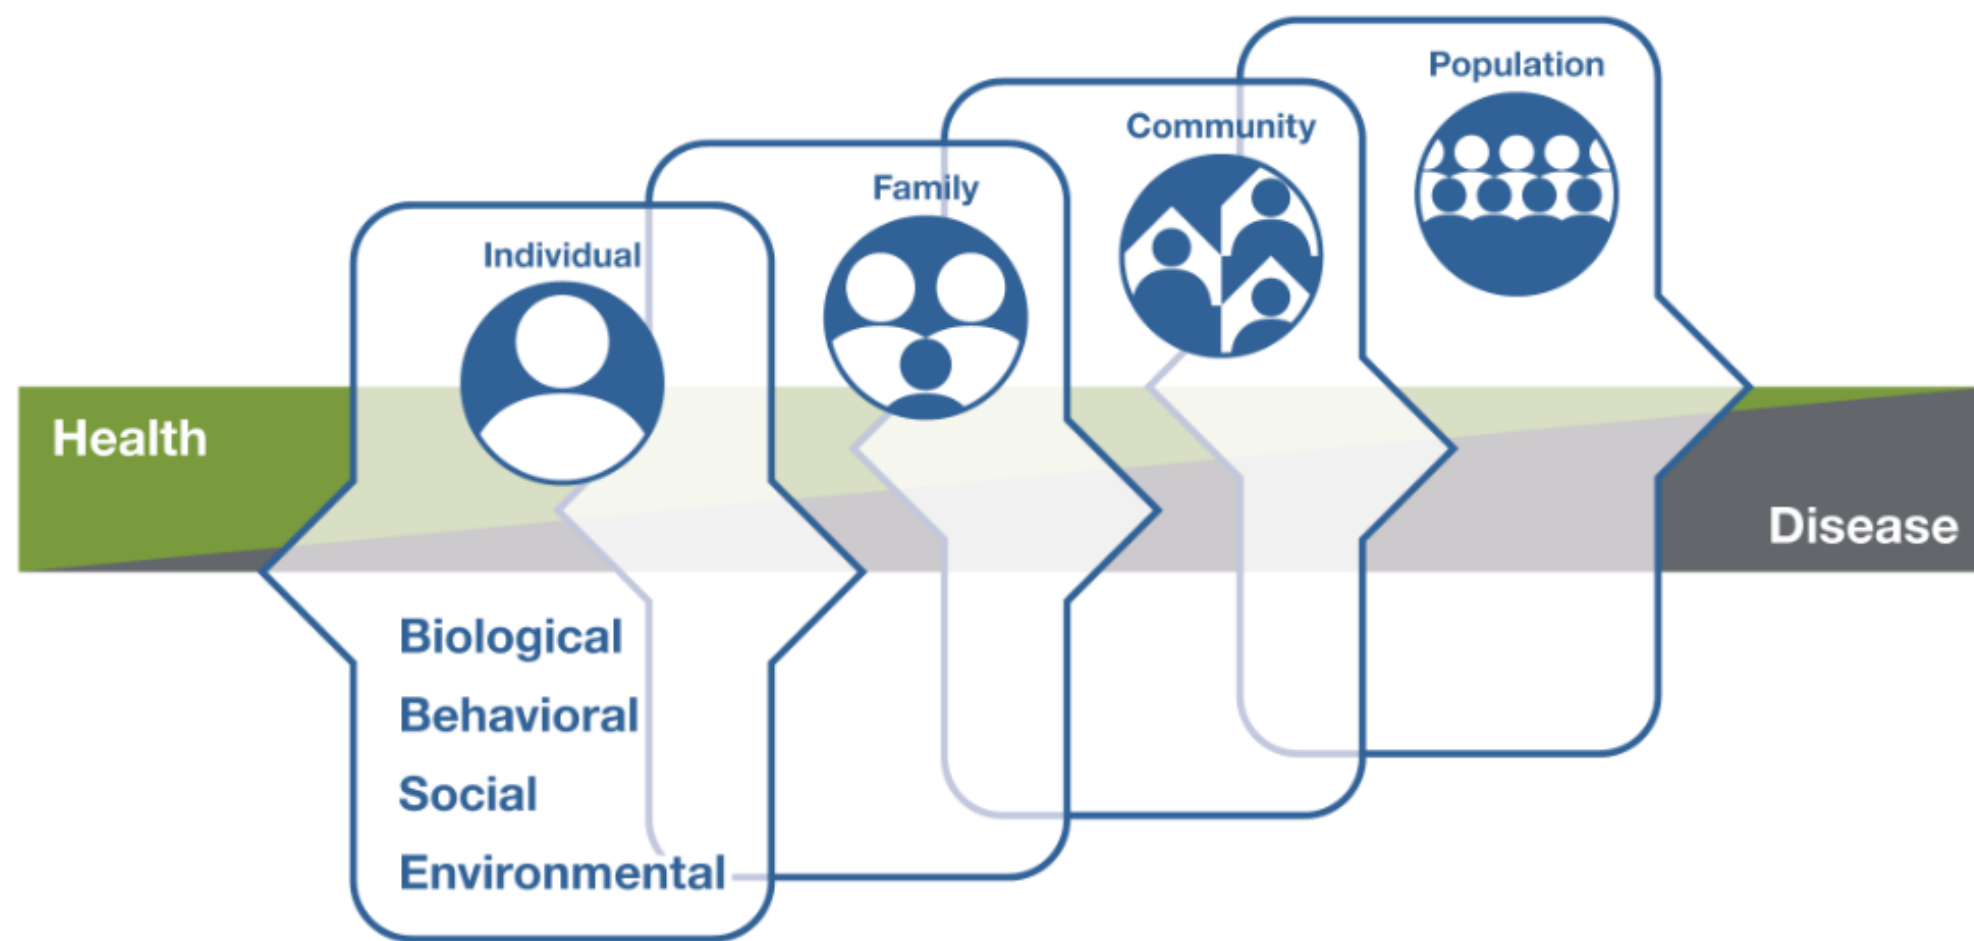 Population
Community
Family
Individual
Health
Disease
Biological
Behavioral
Social
Environmental